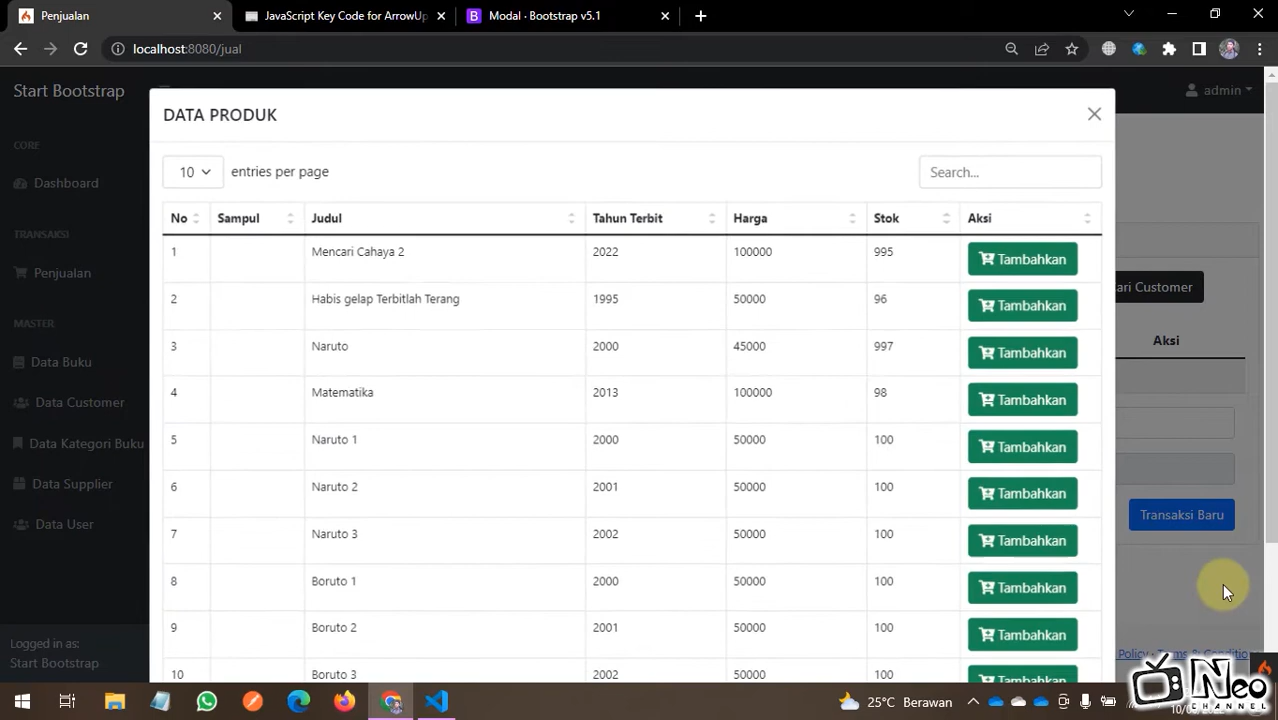 Penjualan
JavaScript Key Code for ArrowUp
Modal · Bootstrap v5.1
localhost:8080/jual
Start Bootstrap
admin
DATA PRODUK
CORE
10 entries per page
Search...
Dashboard
No Sampul Judul Tahun Terbit Harga Stok Aksi
TRANSAKSI
1 Mencari Cahaya 2 2022 100000 995 Tambahkan
Penjualan
ari Customer
2 Habis gelap Terbitlah Terang 1995 50000 96 Tambahkan
MASTER
Aksi
3 Naruto 2000 45000 997 Tambahkan
Data Buku
4 Matematika 2013 100000 98 Tambahkan
Data Customer
5 Naruto 1 2000 50000 100 Tambahkan
Data Kategori Buku
6 Naruto 2 2001 50000 100 Tambahkan
Data Supplier
Transaksi Baru
7 Naruto 3 2002 50000 100 Tambahkan
Data User
8 Boruto 1 2000 50000 100 Tambahkan
9 Boruto 2 2001 50000 100 Tambahkan
Logged in as:
Start Bootstrap
Policy · Terms & Conditio
10 Boruto 3 2002 50000 100 Tambahkan
25°C Berawan
Neo
CHANNEL